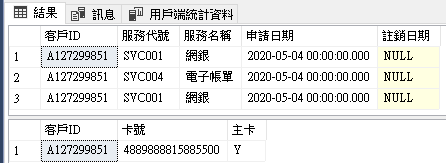 結果 訊息 用戶端統計資料
客戶ID 服務代號 服務名稱 申請日期 註銷日期
1 A127299851 SVC001 網銀 2020-05-04 00:00:00.000 NULL
2 A127299851 SVC004 電子帳單 2020-05-04 00:00:00.000 NULL
3 A127299851 SVC001 網銀 2020-05-04 00:00:00.000 NULL
客戶ID 卡號 主卡
1 A127299851 4889888815885500 Y